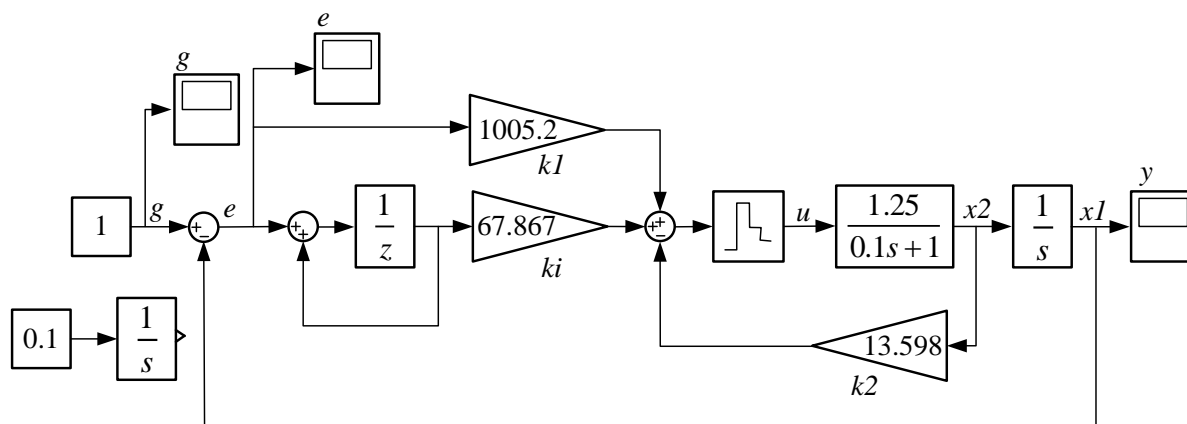 e
g
1005.2
k1
1
g
+
−
e
+
+
1
z
67.867
ki
+
+
−
u
1.25
0.1s + 1
x2
1
s
x1
y
0.1
1
s
13.598
k2